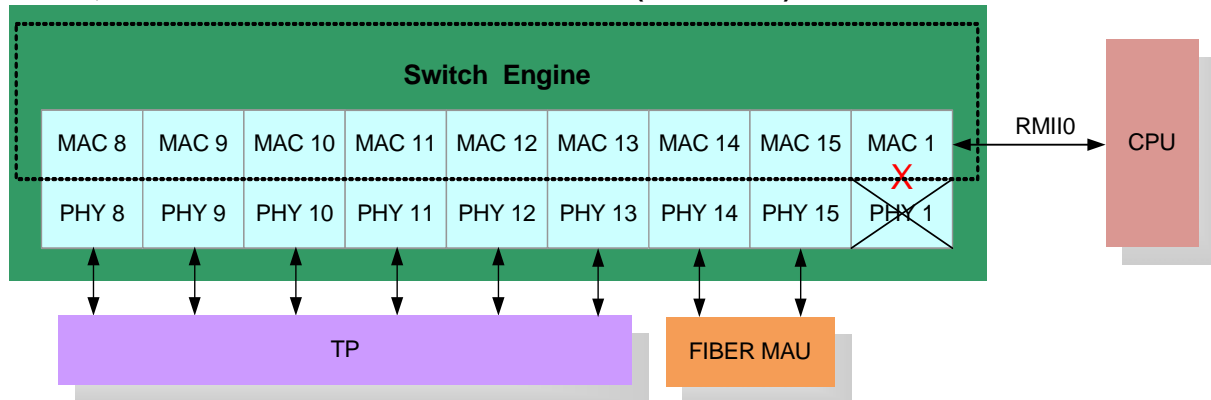 Switch Engine
MAC 8 MAC 9 MAC 10 MAC 11 MAC 12 MAC 13 MAC 14 MAC 15 MAC 1
RMII0
CPU
X
PHY 8 PHY 9 PHY 10 PHY 11 PHY 12 PHY 13 PHY 14 PHY 15 PHY 1
TP
FIBER MAU